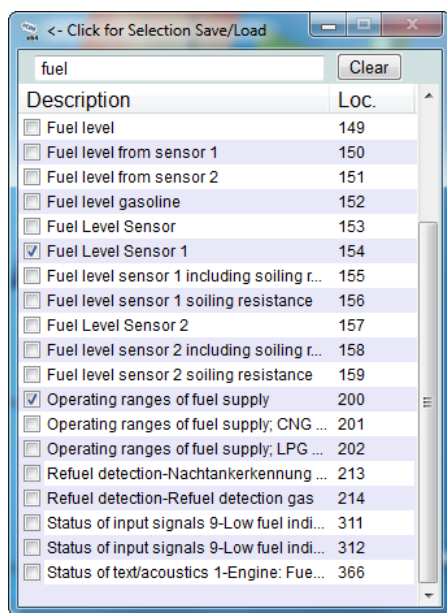 <- Click for Selection Save/Load
fuel Clear
Description Loc.
Fuel level 149
Fuel level from sensor 1 150
Fuel level from sensor 2 151
Fuel level gasoline 152
Fuel Level Sensor 153
Fuel Level Sensor 1 154
Fuel level sensor 1 including soiling r... 155
Fuel level sensor 1 soiling resistance 156
Fuel Level Sensor 2 157
Fuel level sensor 2 including soiling r... 158
Fuel level sensor 2 soiling resistance 159
Operating ranges of fuel supply 200
Operating ranges of fuel supply; CNG ... 201
Operating ranges of fuel supply; LPG ... 202
Refuel detection-Nachtankerkennung ... 213
Refuel detection-Refuel detection gas 214
Status of input signals 9-Low fuel indi... 311
Status of input signals 9-Low fuel indi... 312
Status of text/acoustics 1-Engine: Fue... 366